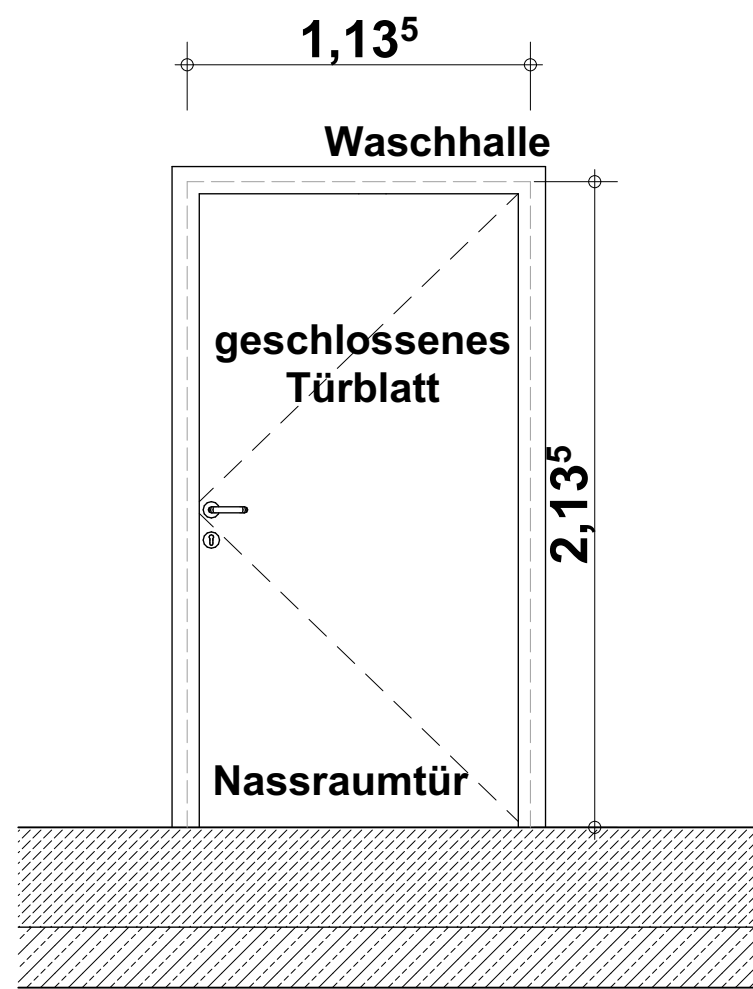 1,13⁵
Waschhalle
geschlossenes
Türblatt
2,13⁵
Nassraumtür